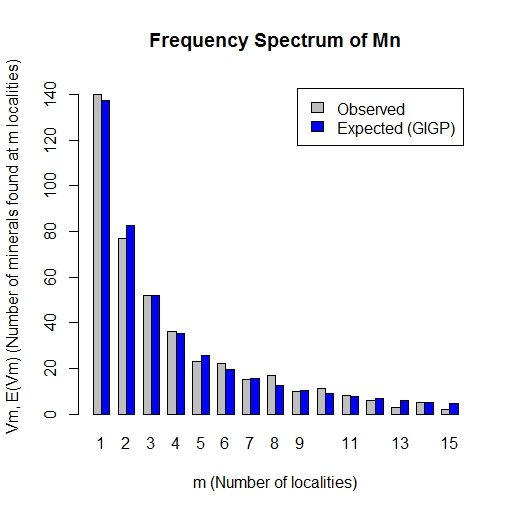 Frequency Spectrum of Mn
Vm, E(Vm) (Number of minerals found at m localities)
140
120
100
80
60
40
20
0
Observed
Expected (GIGP)
1 2 3 4 5 6 7 8 9 11 13 15
m (Number of localities)